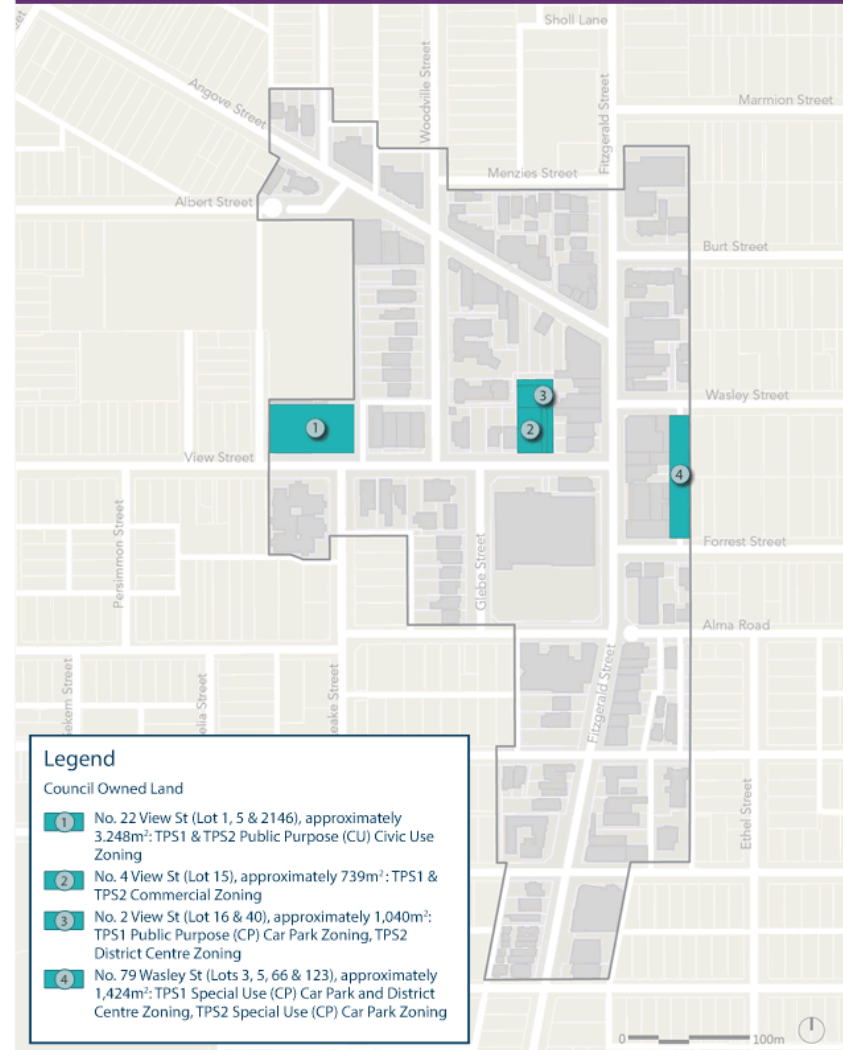 Sholl Lane
Marmion Street
Angove Street
Woodville Street
Fitzgerald Street
Menzies Street
Albert Street
Burt Street
Wasley Street
3
1
2
View Street
4
Forrest Street
Persimmon Street
Glebe Street
Alma Road
Fitzgerald Street
Street
Street
Street
Ethel Street
Legend
Council Owned Land
1 No. 22 View St (Lot 1, 5 & 2146), approximately
3.248m²: TPS1 & TPS2 Public Purpose (CU) Civic Use
Zoning
2 No. 4 View St (Lot 15), approximately 739m²: TPS1 &
TPS2 Commercial Zoning
3 No. 2 View St (Lot 16 & 40), approximately 1,040m²:
TPS1 Public Purpose (CP) Car Park Zoning, TPS2
District Centre Zoning
4 No. 79 Wasley St (Lots 3, 5, 66 & 123), approximately
1,424m²: TPS1 Special Use (CP) Car Park and District
Centre Zoning, TPS2 Special Use (CP) Car Park Zoning
0 100m